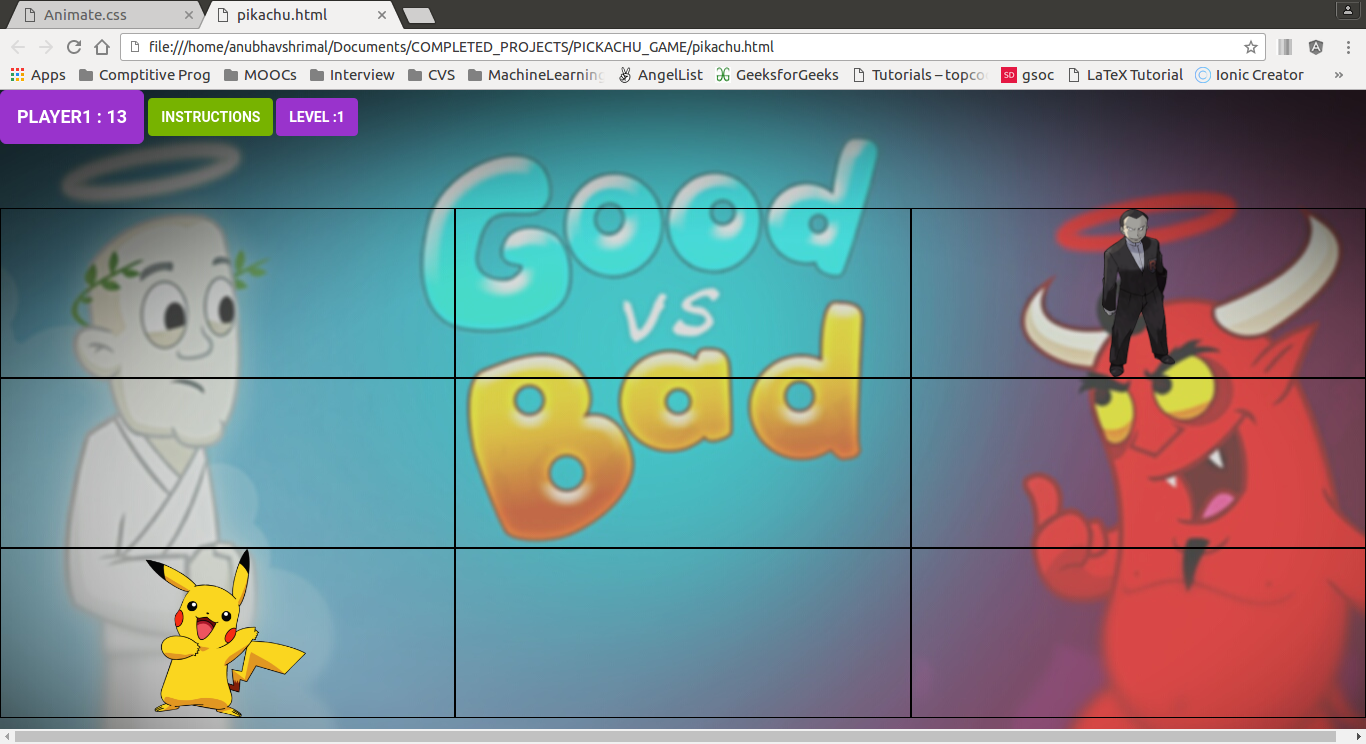 Animate.css
pikachu.html
file:///home/anubhavshrimal/Documents/COMPLETED_PROJECTS/PICKACHU_GAME/pikachu.html
Apps Comptitive Prog MOOCs Interview CVS MachineLearning AngelList GeeksforGeeks Tutorials – topco SD gsoc LaTeX Tutorial Ionic Creator »
PLAYER1 : 13 INSTRUCTIONS LEVEL :1
Good
vs
Bad